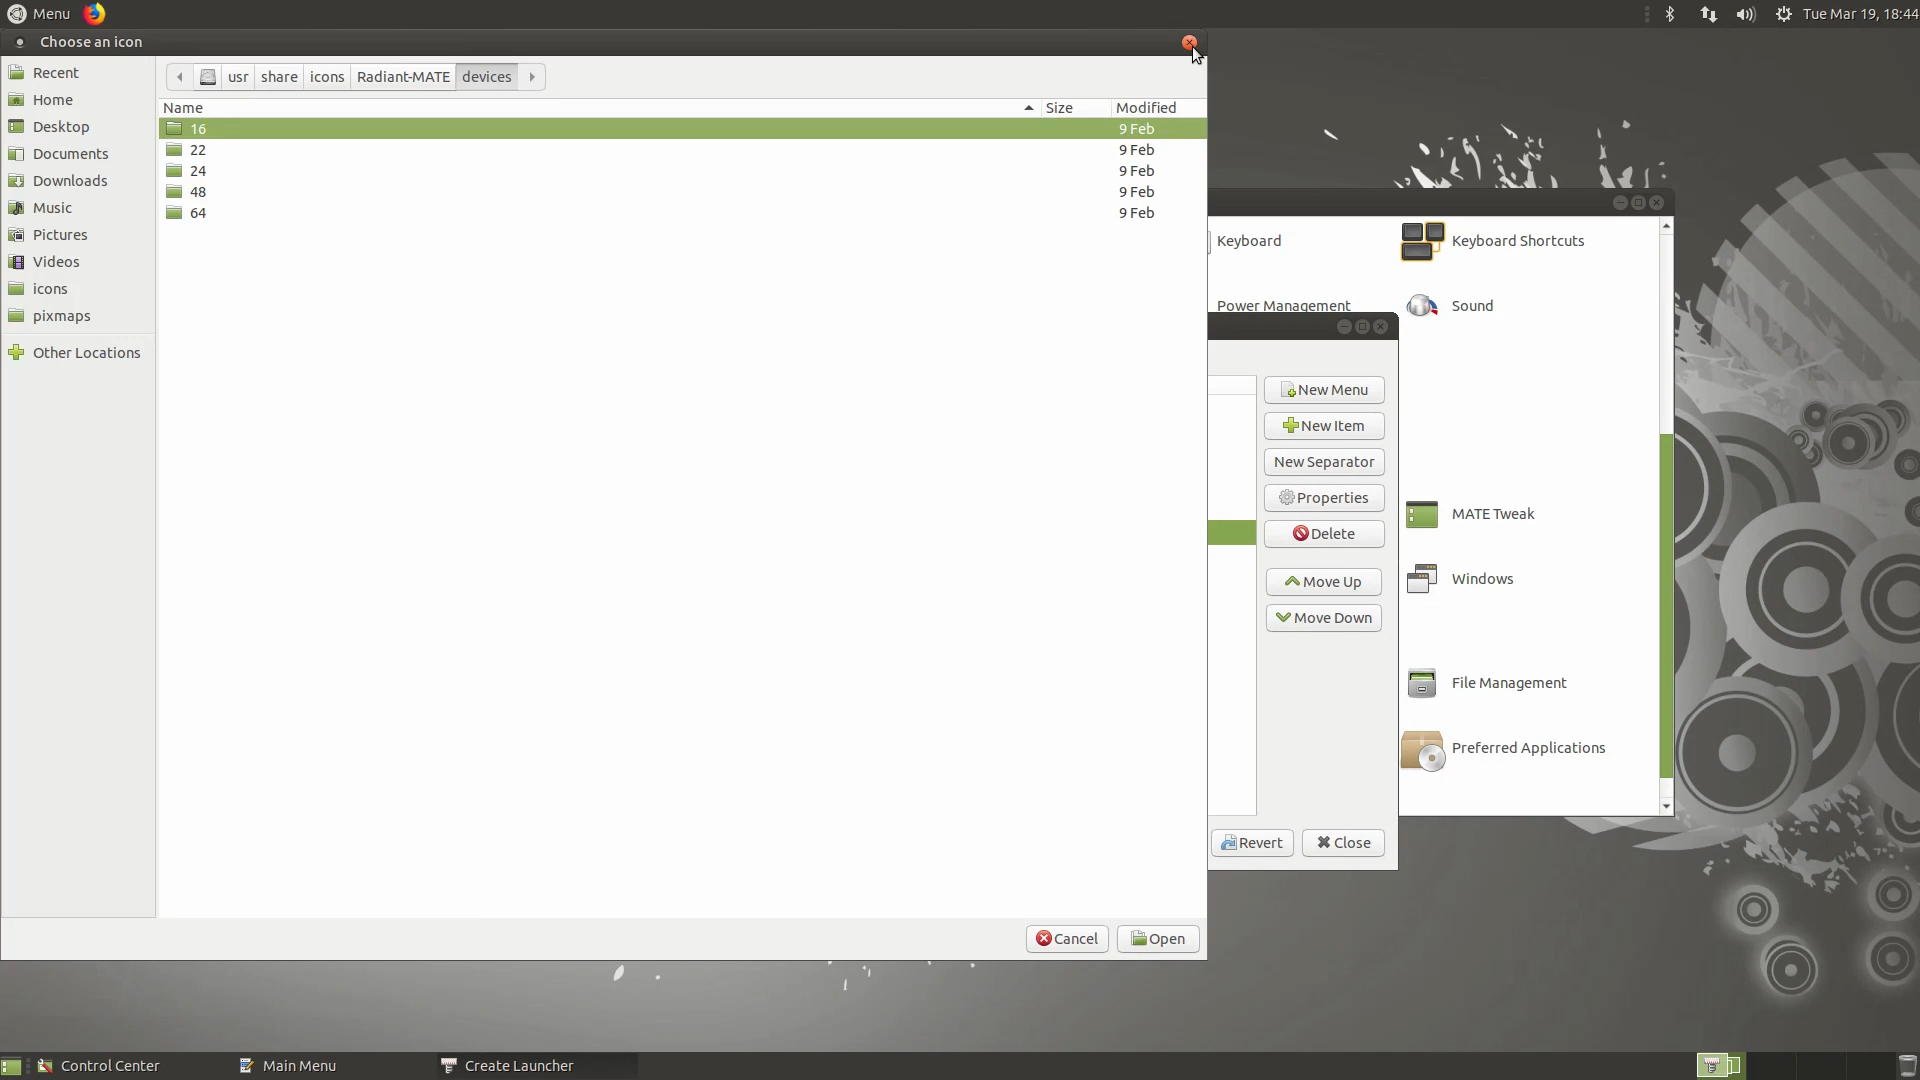 Menu
Tue Mar 19, 18:44
Choose an icon
Recent
Home
Desktop
Documents
Downloads
Music
Pictures
Videos
icons
pixmaps
Other Locations
usr share icons Radiant-MATE devices
Name Size Modified
16 9 Feb
22 9 Feb
24 9 Feb
48 9 Feb
64 9 Feb
Cancel Open
Keyboard Keyboard Shortcuts
Power Management Sound
MATE Tweak
Windows
File Management
Preferred Applications
New Menu
New Item
New Separator
Properties
Delete
Move Up
Move Down
Revert Close
Control Center Main Menu Create Launcher